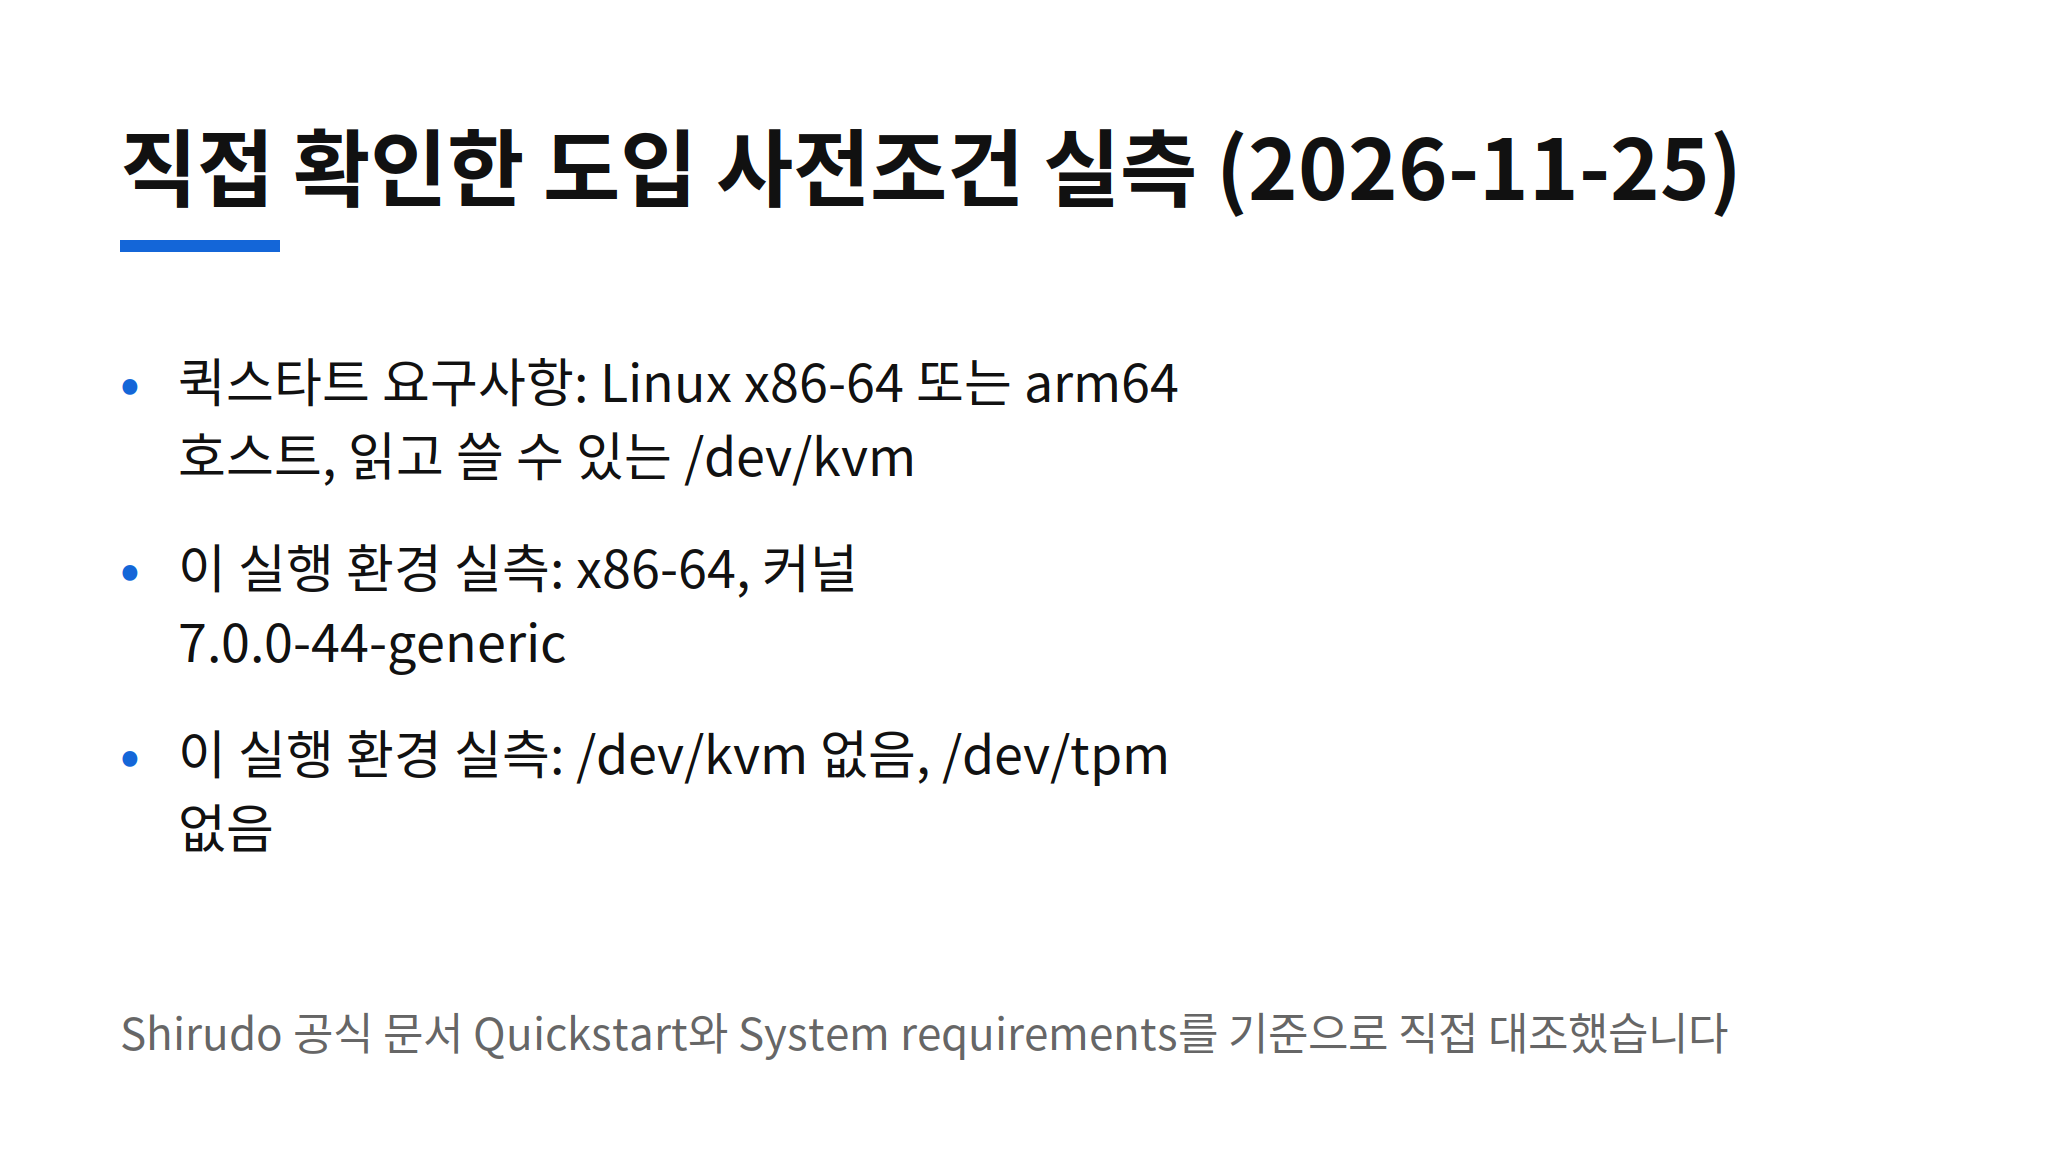 직접 확인한 도입 사전조건 실측 (2026-11-25)
• 퀵스타트 요구사항: Linux x86-64 또는 arm64
호스트, 읽고 쓸 수 있는 /dev/kvm
• 이 실행 환경 실측: x86-64, 커널
7.0.0-44-generic
• 이 실행 환경 실측: /dev/kvm 없음, /dev/tpm
없음
Shirudo 공식 문서 Quickstart와 System requirements를 기준으로 직접 대조했습니다